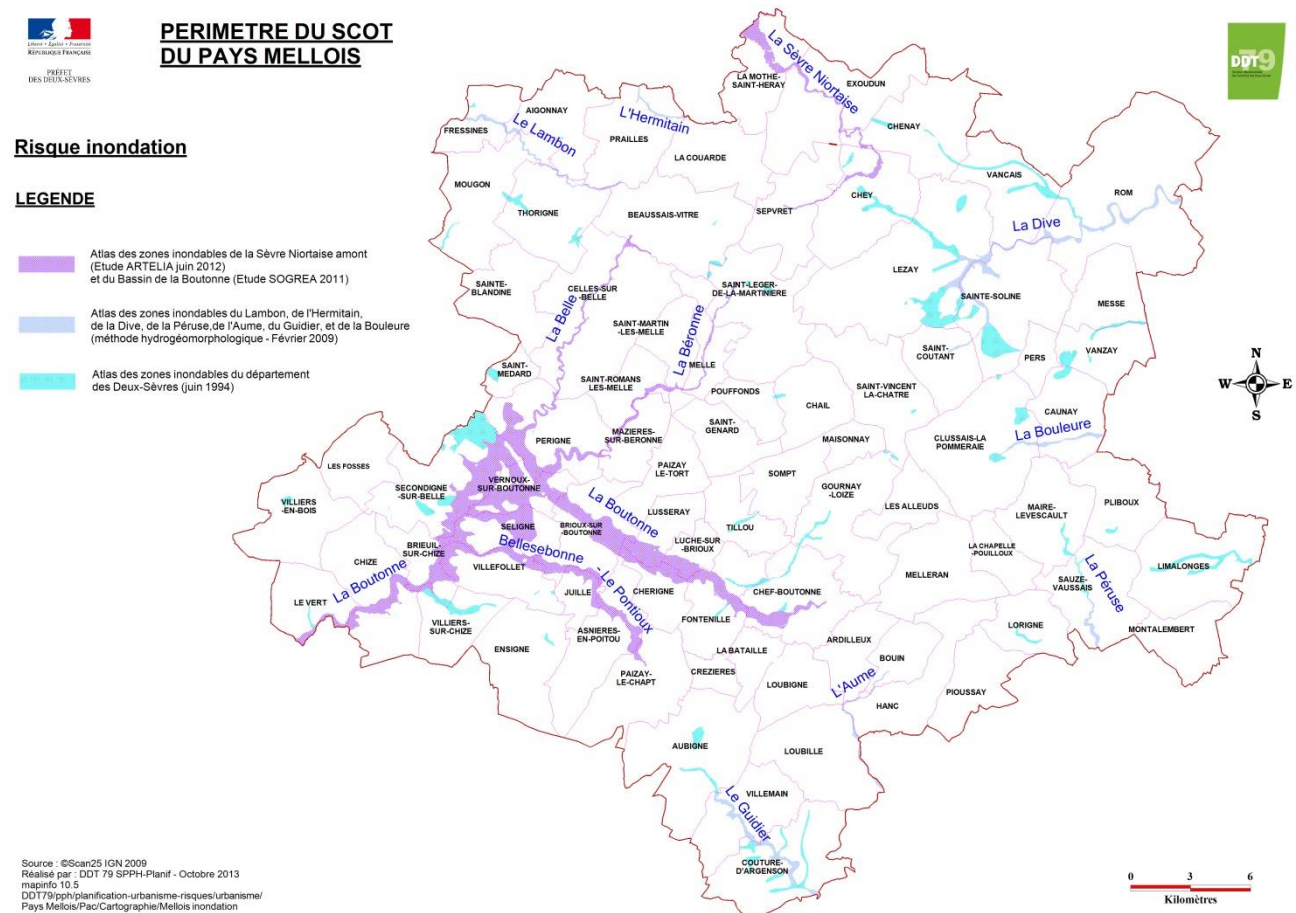 Liberté • Égalité • Fraternité
RÉPUBLIQUE FRANÇAISE
PRÉFET
DES DEUX-SÈVRES
PERIMETRE DU SCOT
DU PAYS MELLOIS
DDT79
Risque inondation
LEGENDE
Atlas des zones inondables de la Sèvre Niortaise amont
(Etude ARTELIA juin 2012)
et du Bassin de la Boutonne (Etude SOGREA 2011)
Atlas des zones inondables du Lambon, de l'Hermitain,
de la Dive, de la Péruse,de l'Aume, du Guidier, et de la Bouleure
(méthode hydrogéomorphologique - Février 2009)
Atlas des zones inondables du département
des Deux-Sèvres (juin 1994)
La Sèvre Niortaise
LA MOTHE-
SAINT-HERAY
EXOUDUN
AIGONNAY
L'Hermitain
CHENAY
FRESSINES
Le Lambon
PRAILLES
LA COUARDE
VANCAIS
MOUGON
ROM
CHEY
THORIGNE
BEAUSSAIS-VITRE
SEPVRET
La Dive
LEZAY
SAINTE-
BLANDINE
CELLES-SUR
-BELLE
SAINT-LEGER-
DE-LA-MARTINIERE
SAINTE-SOLINE
MESSE
La Belle
SAINT-MARTIN
-LES-MELLE
La Béronne
SAINT-
COUTANT
PERS
VANZAY
N
W
E
S
SAINT-
MEDARD
MELLE
SAINT-ROMANS
LES-MELLE
POUFFONDS
SAINT-VINCENT
LA-CHATRE
CHAIL
SAINT-
GENARD
CAUNAY
La Bouleure
PERIGNE
MAZIERES-
SUR-BERONNE
MAISONNAY
CLUSSAIS-LA
POMMERAIE
LES FOSSES
PAIZAY
LE-TORT
SOMPT
VERNOUX-
SUR-BOUTONNE
SECONDIGNE
-SUR-BELLE
GOURNAY
-LOIZE
VILLIERS
-EN-BOIS
La Boutonne
LUSSERAY
LES ALLEUDS
MAIRE-
LEVESCAULT
PLIBOUX
SELIGNE
BRIOUX-SUR
-BOUTONNE
TILLOU
LUCHE-SUR
-BRIOUX
BRIEUIL-
SUR-CHIZE
Bellesebonne
- Le Pontioux
LA CHAPELLE
-POUILLOUX
CHIZE
VILLEFOLLET
LIMALONGES
MELLERAN
SAUZE-
VAUSSAIS
La Péruse
La Boutonne
JUILLE
CHERIGNE
CHEF-BOUTONNE
LE VERT
VILLIERS-
SUR-CHIZE
FONTENILLE
LORIGNE
MONTALEMBERT
ASNIERES-
EN-POITOU
ENSIGNE
ARDILLEUX
LA BATAILLE
BOUIN
PAIZAY-
LE-CHAPT
CREZIERES
LOUBIGNE
L'Aume
PIOUSSAY
HANC
AUBIGNE
LOUBILLE
VILLEMAIN
Le Guidier
COUTURE-
D'ARGENSON
Source : ©Scan25 IGN 2009
Réalisé par : DDT 79 SPPH-Planif - Octobre 2013
mapinfo 10.5
DDT79/pph/planification-urbanisme-risques/urbanisme/
Pays Mellois/Pac/Cartographie/Mellois inondation
0 3 6
Kilomètres